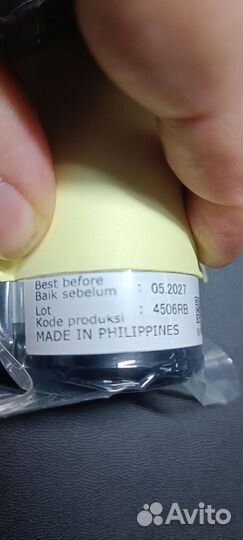 Best before
Baik sebelum : 05.2027
Lot
Kode produksi : 4506RB
MADE IN PHILIPPINES
Avito